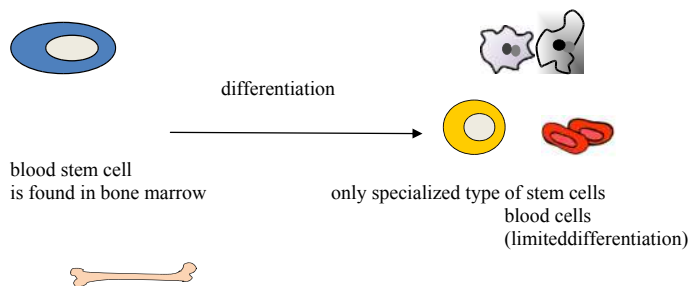 differentiation
blood stem cell
is found in bone marrow
only specialized type of stem cells
blood cells
(limiteddifferentiation)